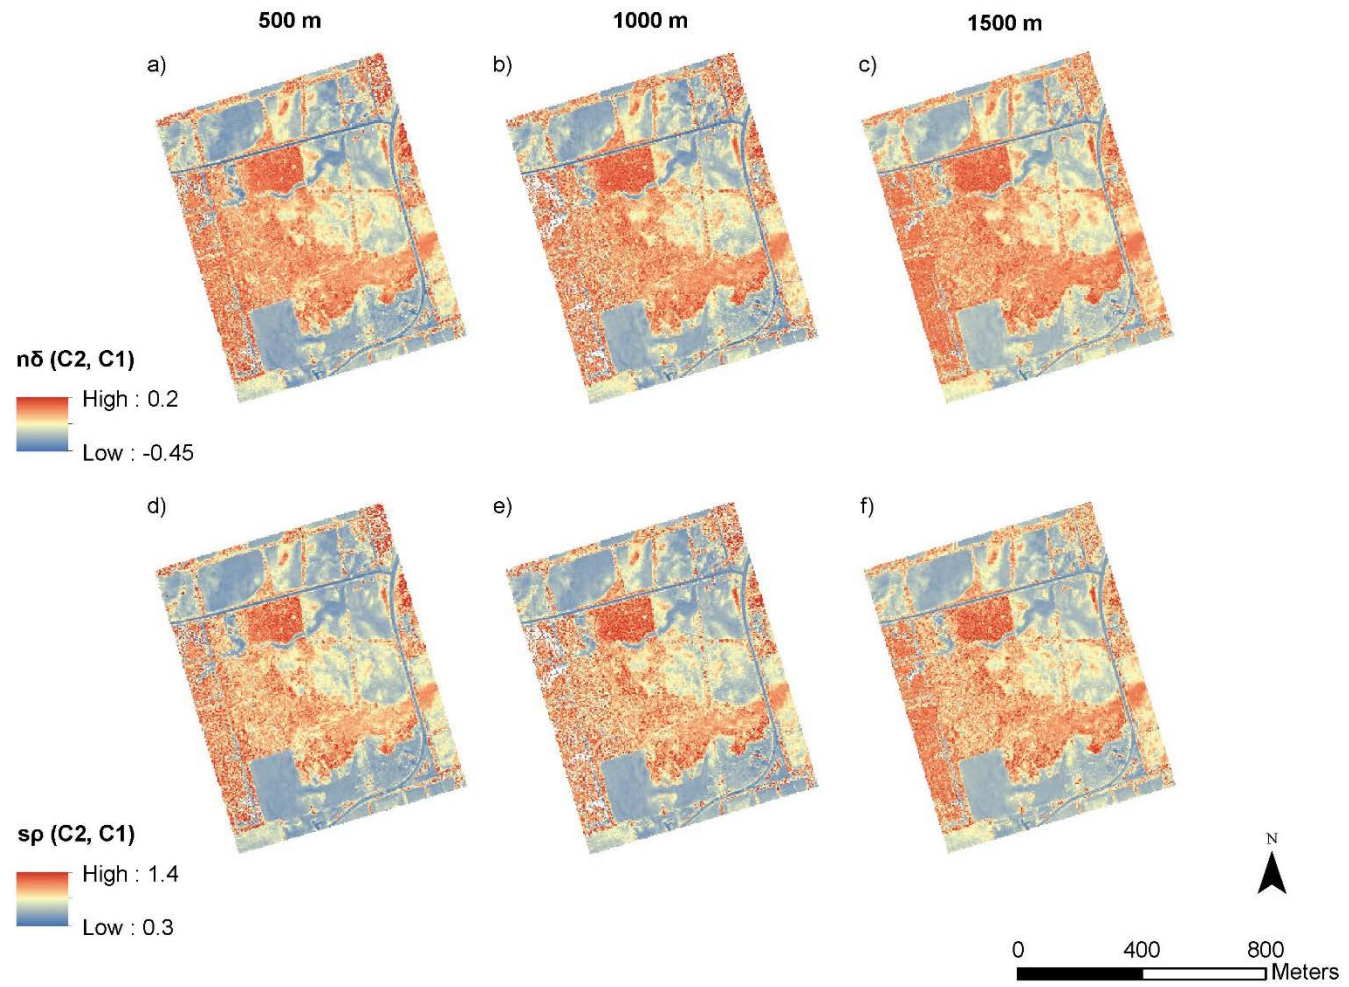 500 m 1000 m 1500 m
a) b) c)
nδ (C2, C1)
High : 0.2
Low : -0.45
d) e) f)
sρ (C2, C1)
High : 1.4
Low : 0.3
N
0 400 800
Meters